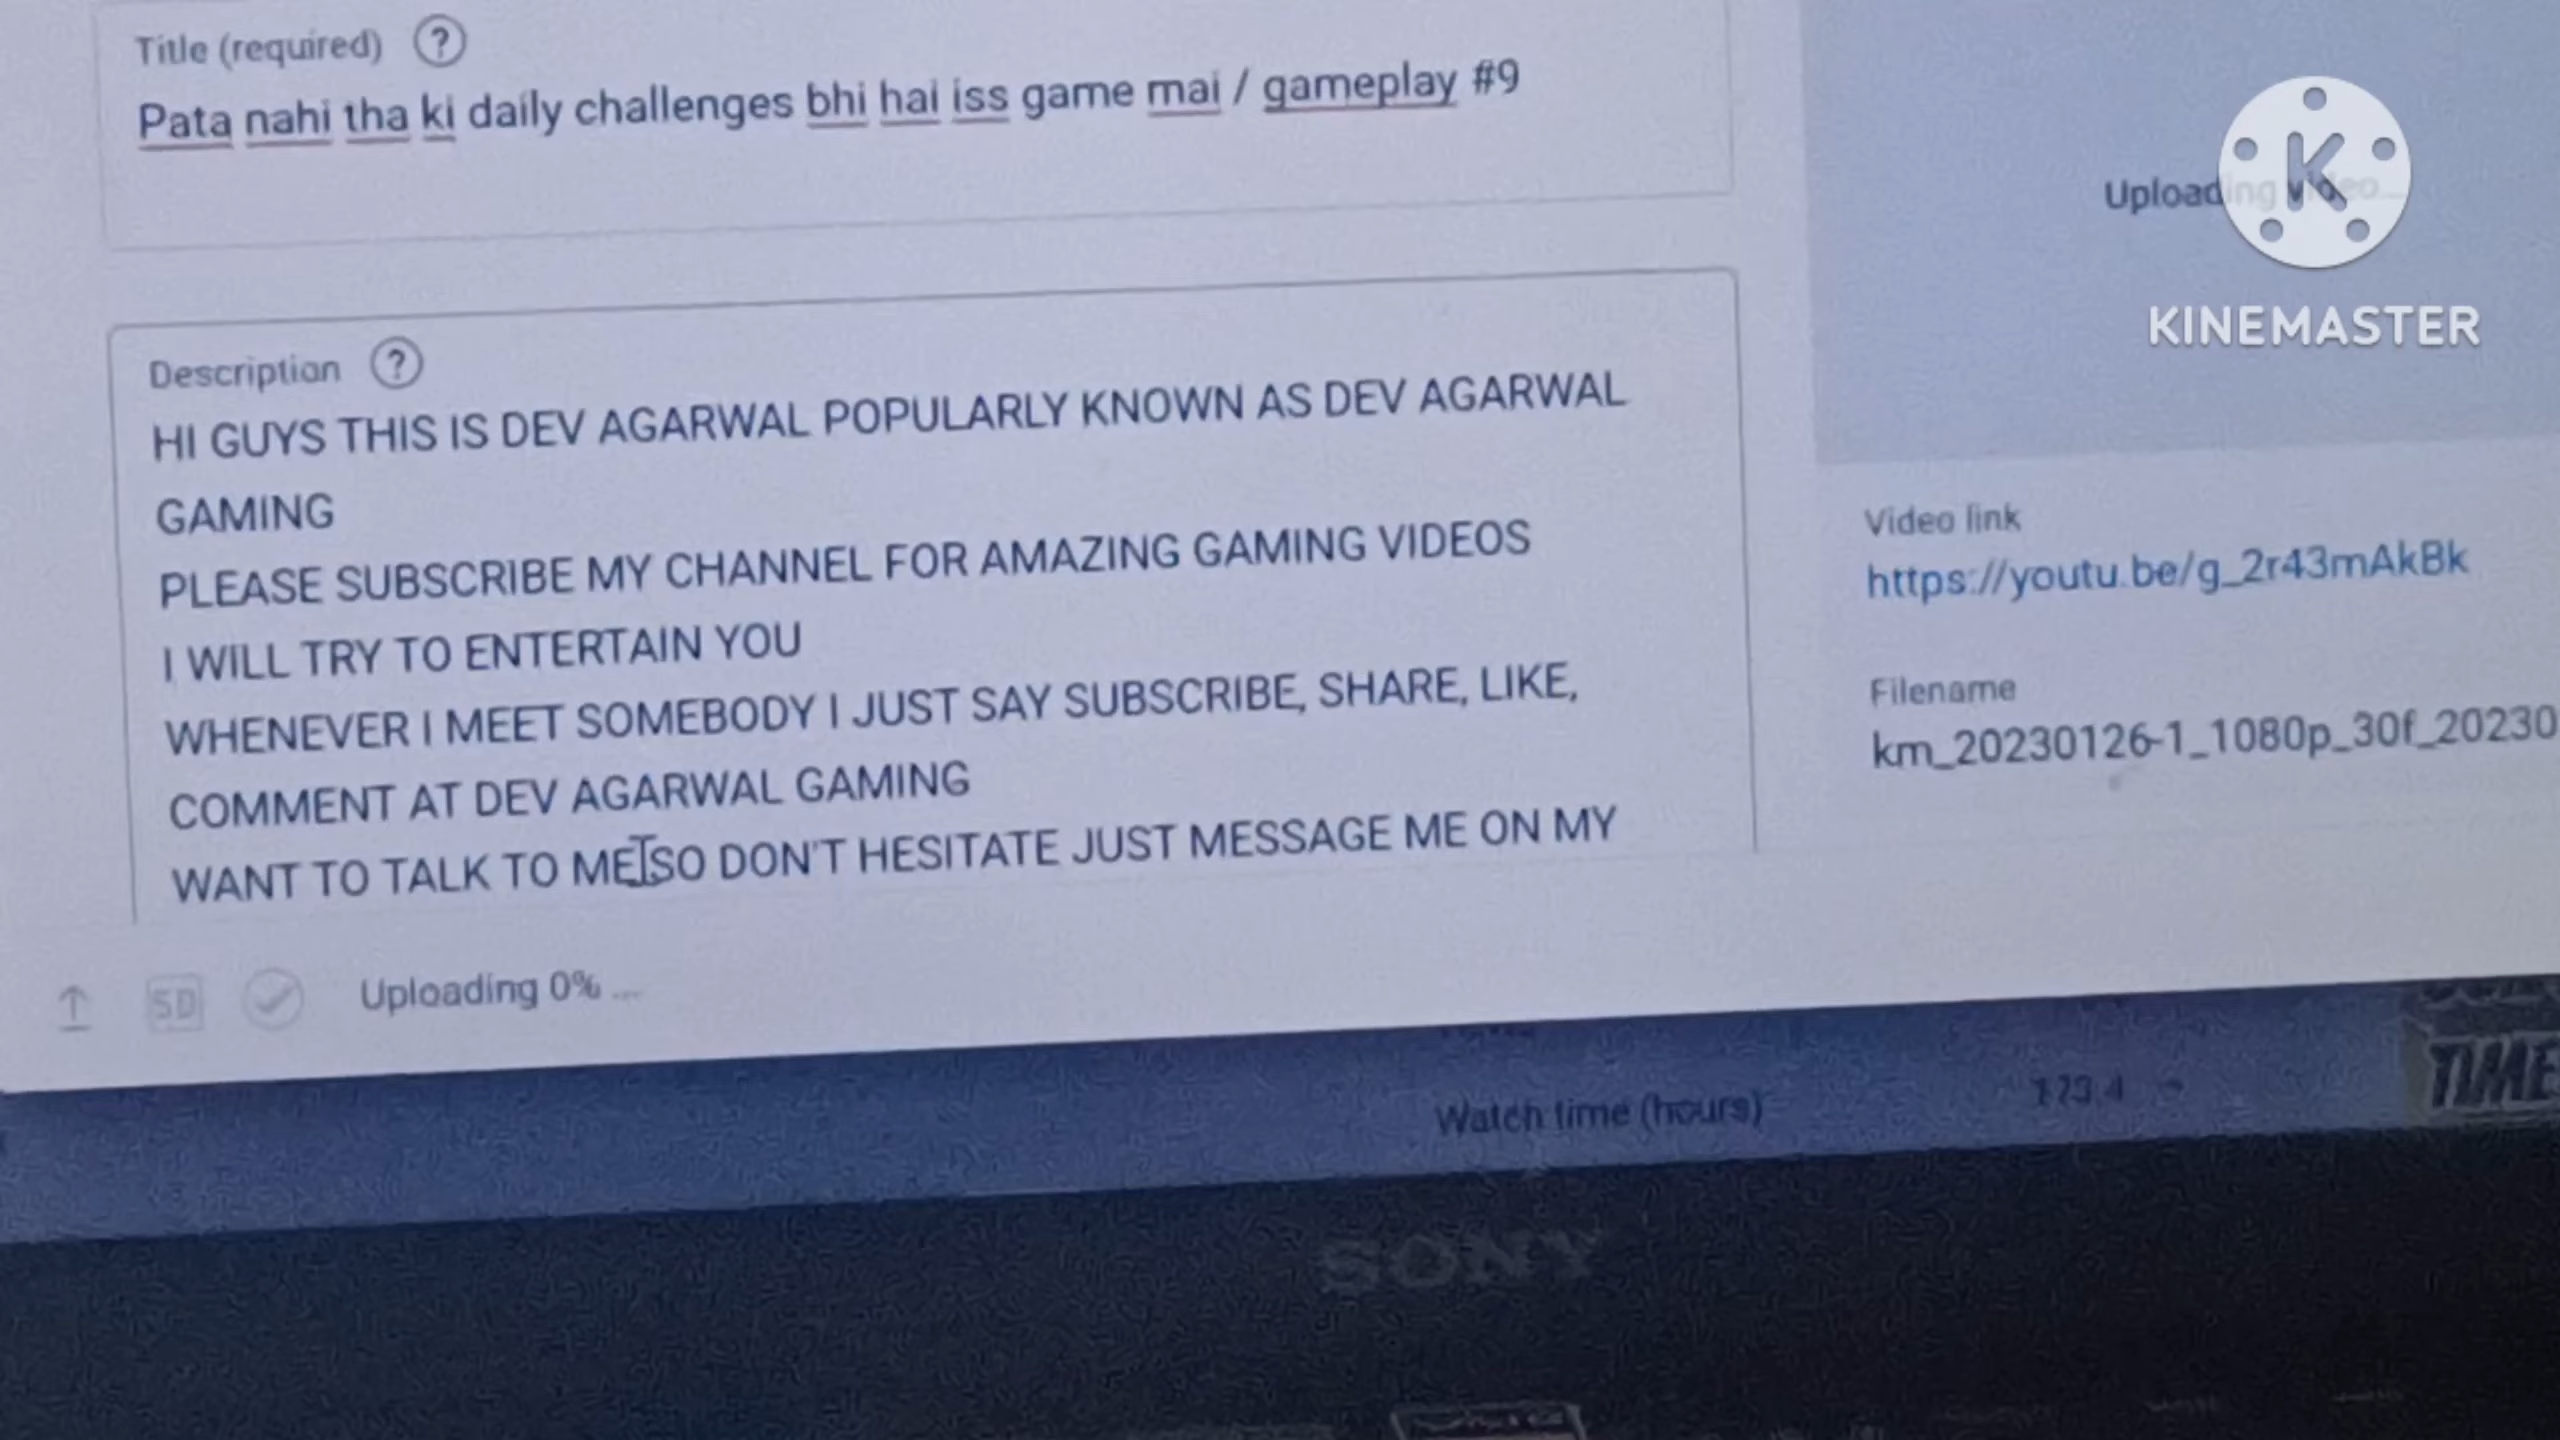 Title (required) ?
Pata nahi tha ki daily challenges bhi hai iss game mai / gameplay #9
Description ?
HI GUYS THIS IS DEV AGARWAL POPULARLY KNOWN AS DEV AGARWAL
GAMING
PLEASE SUBSCRIBE MY CHANNEL FOR AMAZING GAMING VIDEOS
I WILL TRY TO ENTERTAIN YOU
WHENEVER I MEET SOMEBODY I JUST SAY SUBSCRIBE, SHARE, LIKE,
COMMENT AT DEV AGARWAL GAMING
WANT TO TALK TO ME SO DON'T HESITATE JUST MESSAGE ME ON MY
Uploading video...
K
KINEMASTER
Video link
https://youtu.be/g_2r43mAkBk
Filename
km_20230126-1_1080p_30f_20230
SD Uploading 0% ...
Watch time (hours)
TIME
SONY